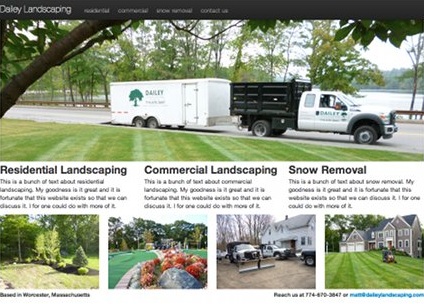 Dailey Landscaping
residential commercial snow removal contact us
DAILEY
DAILEY
Residential Landscaping
This is a bunch of text about residential
landscaping. My goodness is it great and it is
fortunate that this website exists so that we can
discuss it. I for one could do with more of it.
Commercial Landscaping
This is a bunch of text about commercial
landscaping. My goodness is it great and it is
fortunate that this website exists so that we can
discuss it. I for one could do with more of it.
Snow Removal
This is a bunch of text about snow removal. My
goodness is it great and it is fortunate that this
website exists so that we can discuss it. I for one
could do with more of it.
Based in Worcester, Massachusetts
Reach us at 774-670-3847 or matt@daileylandscaping.com